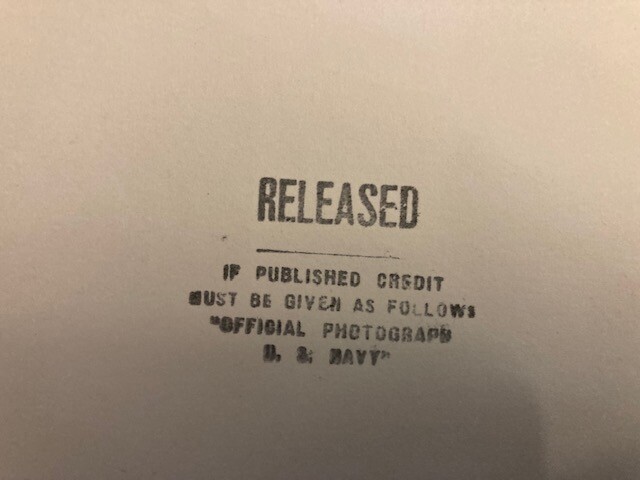 RELEASED
IF PUBLISHED CREDIT
MUST BE GIVEN AS FOLLOWS
"OFFICIAL PHOTOGRAPH
U. S. NAVY"